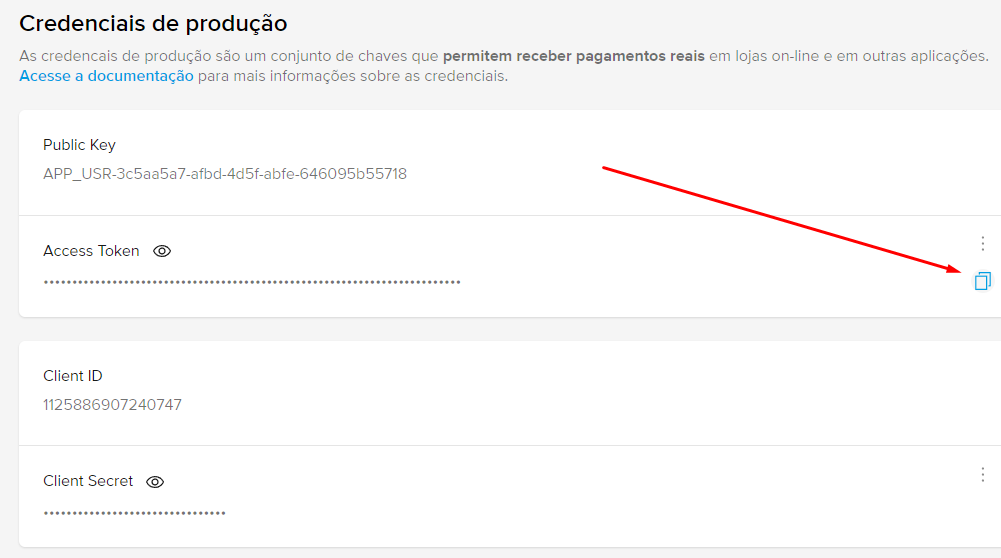 Credenciais de produção
As credencais de produção são um conjunto de chaves que permitem receber pagamentos reais em lojas on-line e em outras aplicações.
Acesse a documentação para mais informações sobre as credenciais.
Public Key
APP_USR-3c5aa5a7-afbd-4d5f-abfe-646095b55718
Access Token
Client ID
1125886907240747
Client Secret